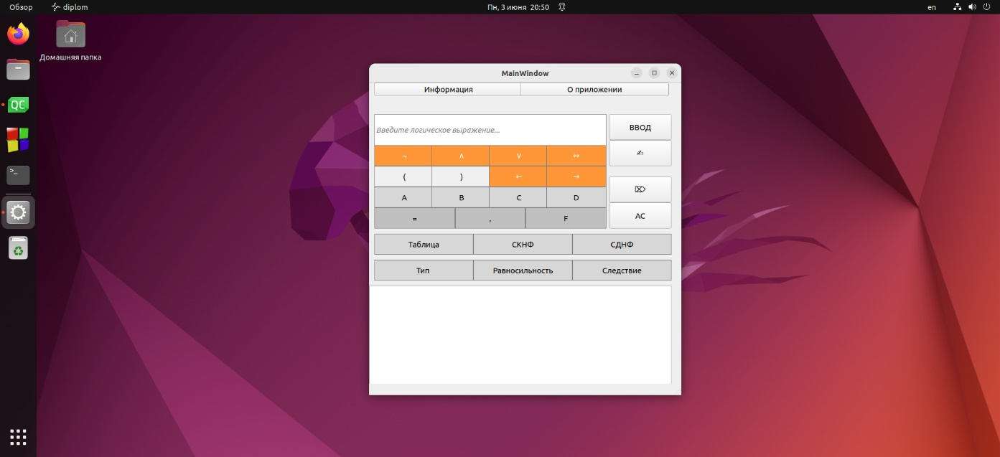 Обзор diplom Пн, 3 июня 20:50 en
Домашняя папка
QC
>_
MainWindow
Информация О приложении
Введите логическое выражение... ВВОД
✍
¬ ∧ ∨ ↔
( ) ← →
⌦
A B C D
= , F
AC
Таблица СКНФ СДНФ
Тип Равносильность Следствие